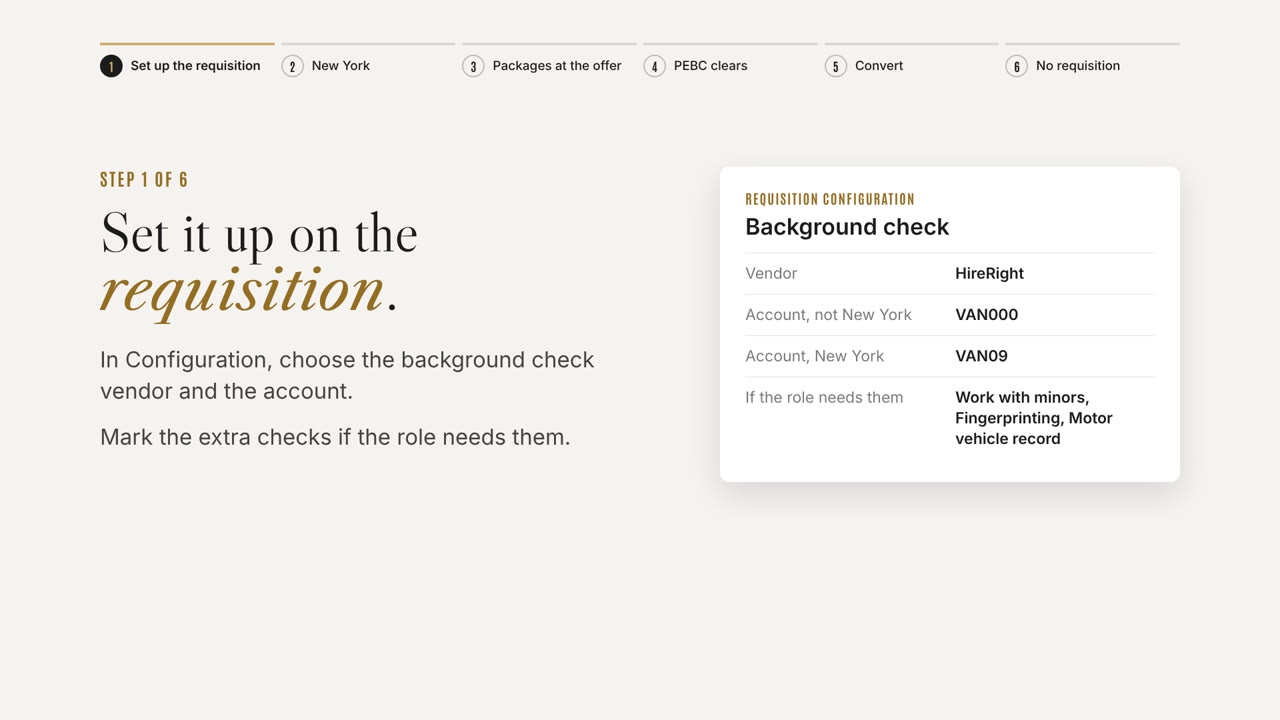 1 Set up the requisition
2 New York
3 Packages at the offer
4 PEBC clears
5 Convert
6 No requisition
STEP 1 OF 6
Set it up on the
requisition.
In Configuration, choose the background check
vendor and the account.
Mark the extra checks if the role needs them.
REQUISITION CONFIGURATION
Background check
Vendor HireRight
Account, not New York VAN000
Account, New York VAN09
If the role needs them Work with minors,
Fingerprinting, Motor
vehicle record